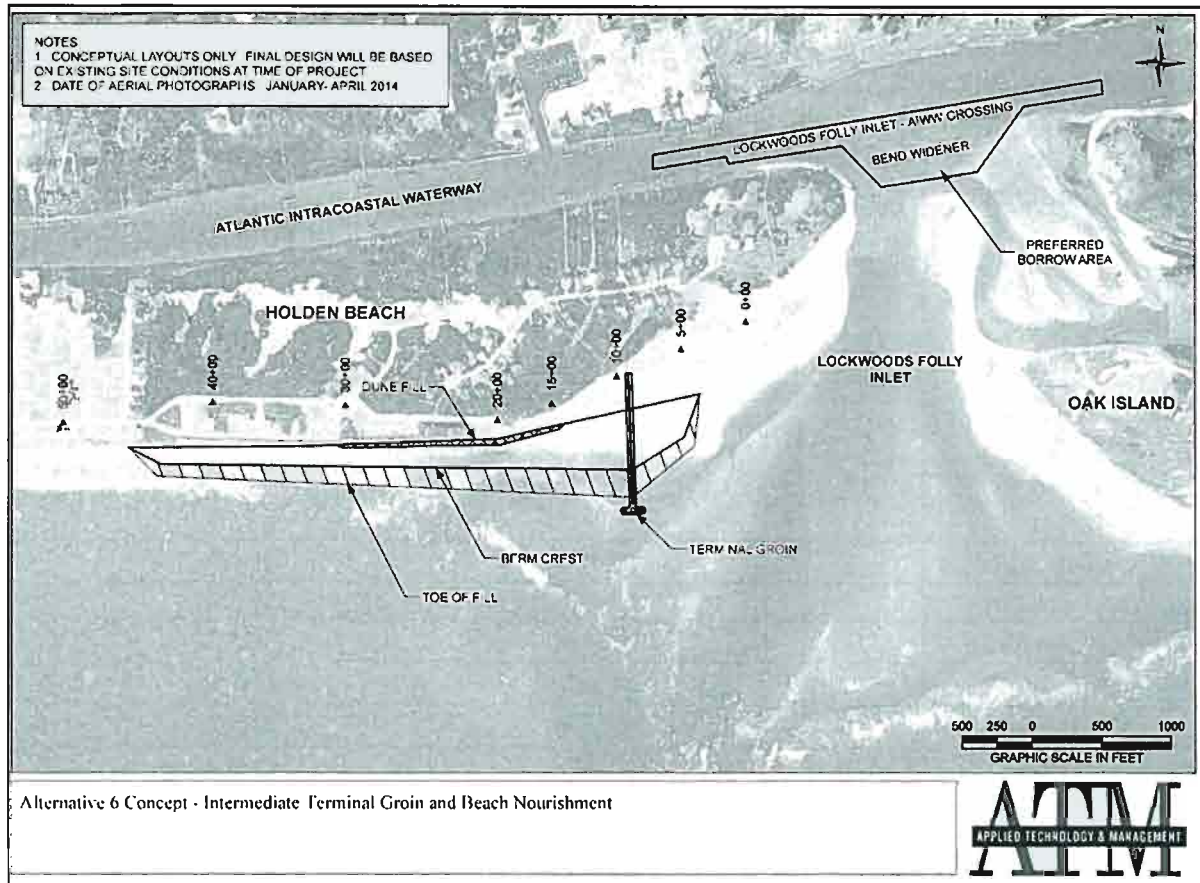 NOTES
1 CONCEPTUAL LAYOUTS ONLY FINAL DESIGN WILL BE BASED
ON EXISTING SITE CONDITIONS AT TIME OF PROJECT
2 DATE OF AERIAL PHOTOGRAPHS JANUARY-APRIL 2014
N
LOCKWOODS FOLLY INLET - AIWW CROSSING
BEND WIDENER
ATLANTIC INTRACOASTAL WATERWAY
PREFERRED
BORROW AREA
HOLDEN BEACH
0+00
5+00
10+00
15+00
20+00
30+00
40+00
50+00
DUNE FILL
LOCKWOODS FOLLY
INLET
OAK ISLAND
TERMINAL GROIN
BERM CREST
TOE OF FILL
500 250 0 500 1000
GRAPHIC SCALE IN FEET
Alternative 6 Concept - Intermediate Terminal Groin and Beach Nourishment
ATM
APPLIED TECHNOLOGY & MANAGEMENT